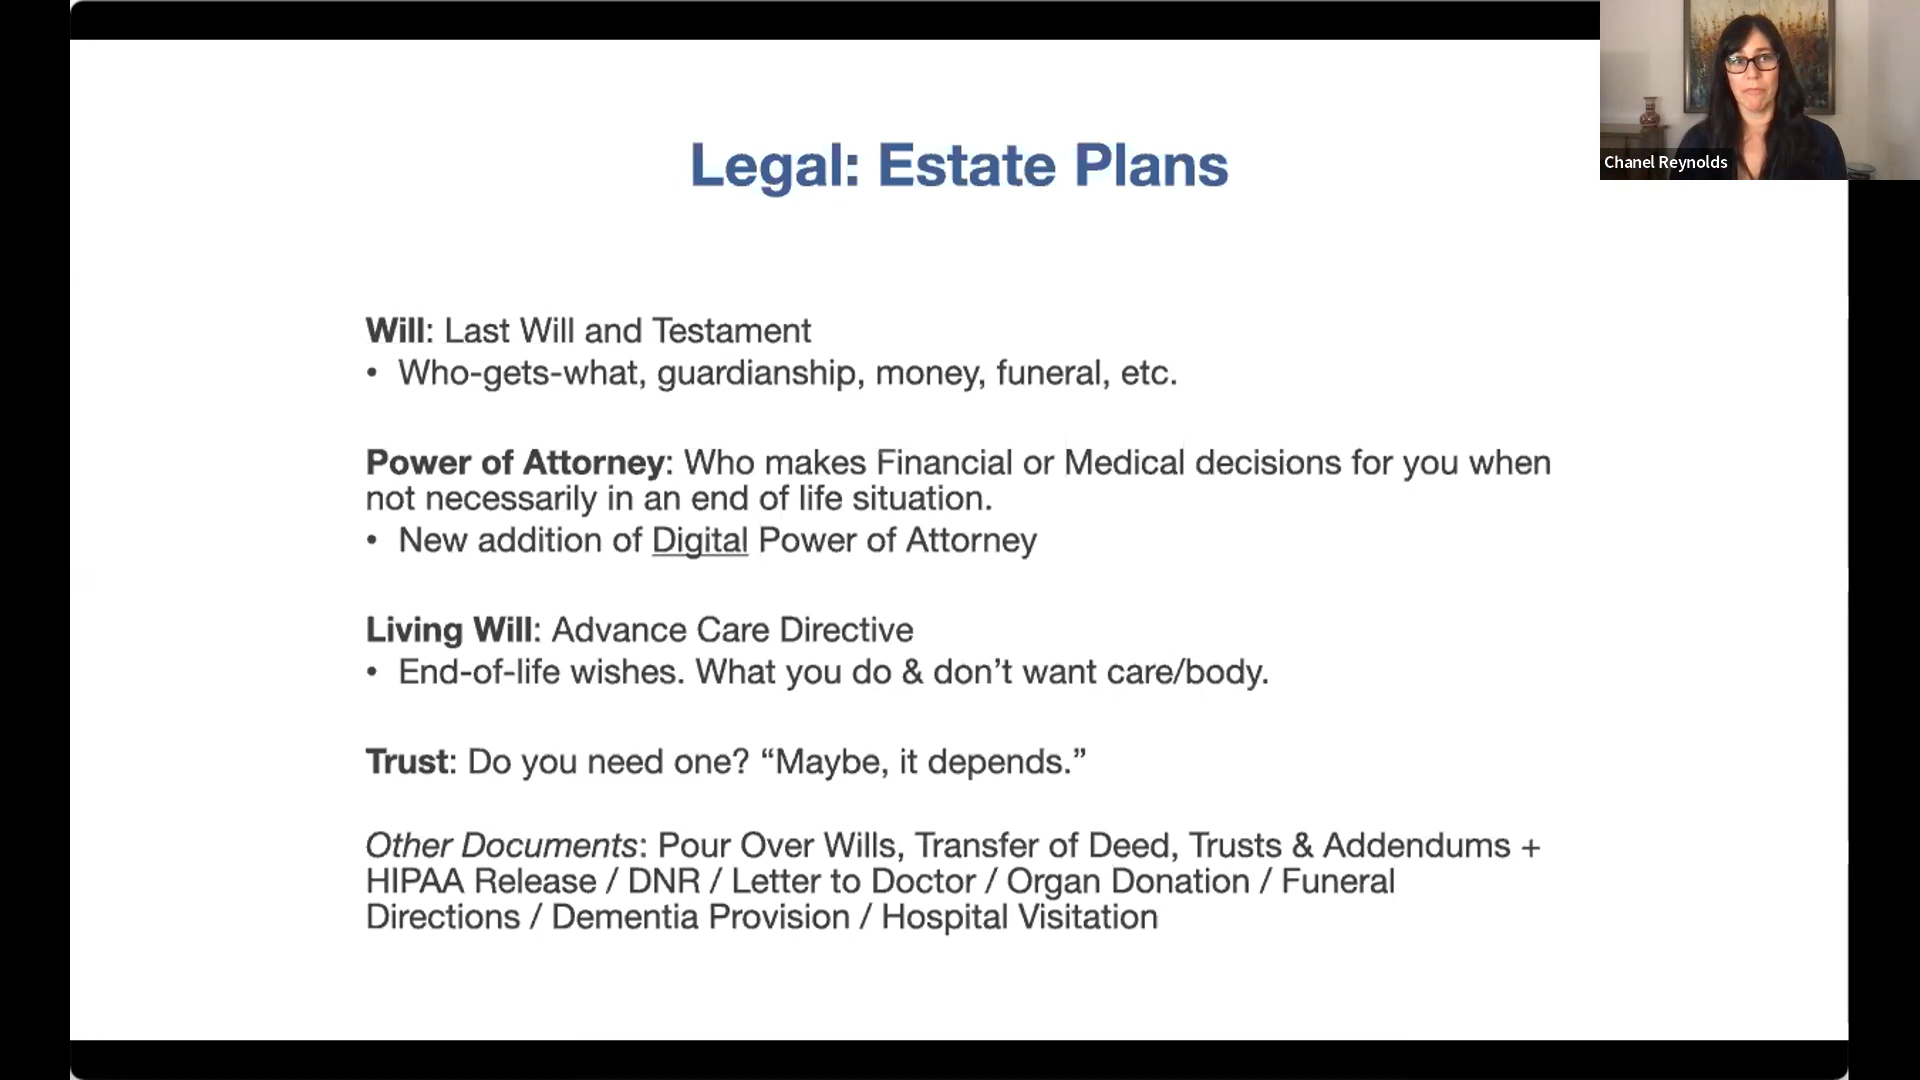 Legal: Estate Plans
Chanel Reynolds
Will: Last Will and Testament
• Who-gets-what, guardianship, money, funeral, etc.
Power of Attorney: Who makes Financial or Medical decisions for you when
not necessarily in an end of life situation.
• New addition of Digital Power of Attorney
Living Will: Advance Care Directive
• End-of-life wishes. What you do & don’t want care/body.
Trust: Do you need one? “Maybe, it depends.”
Other Documents: Pour Over Wills, Transfer of Deed, Trusts & Addendums +
HIPAA Release / DNR / Letter to Doctor / Organ Donation / Funeral
Directions / Dementia Provision / Hospital Visitation